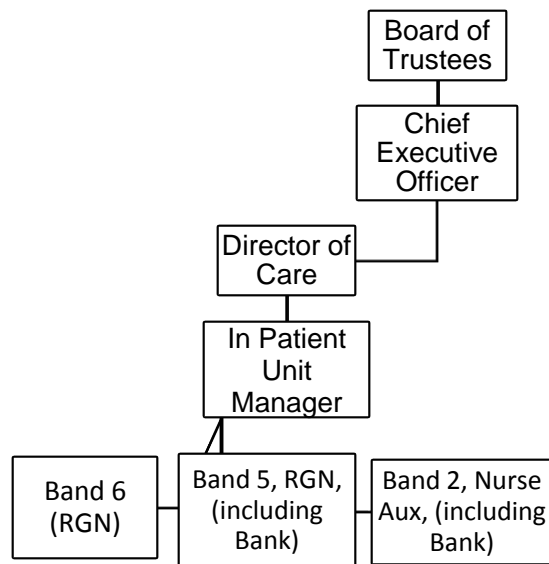 Board of
Trustees
Chief
Executive
Officer
Director of
Care
In Patient
Unit
Manager
Band 6
(RGN)
Band 5, RGN,
(including
Bank)
Band 2, Nurse
Aux, (including
Bank)